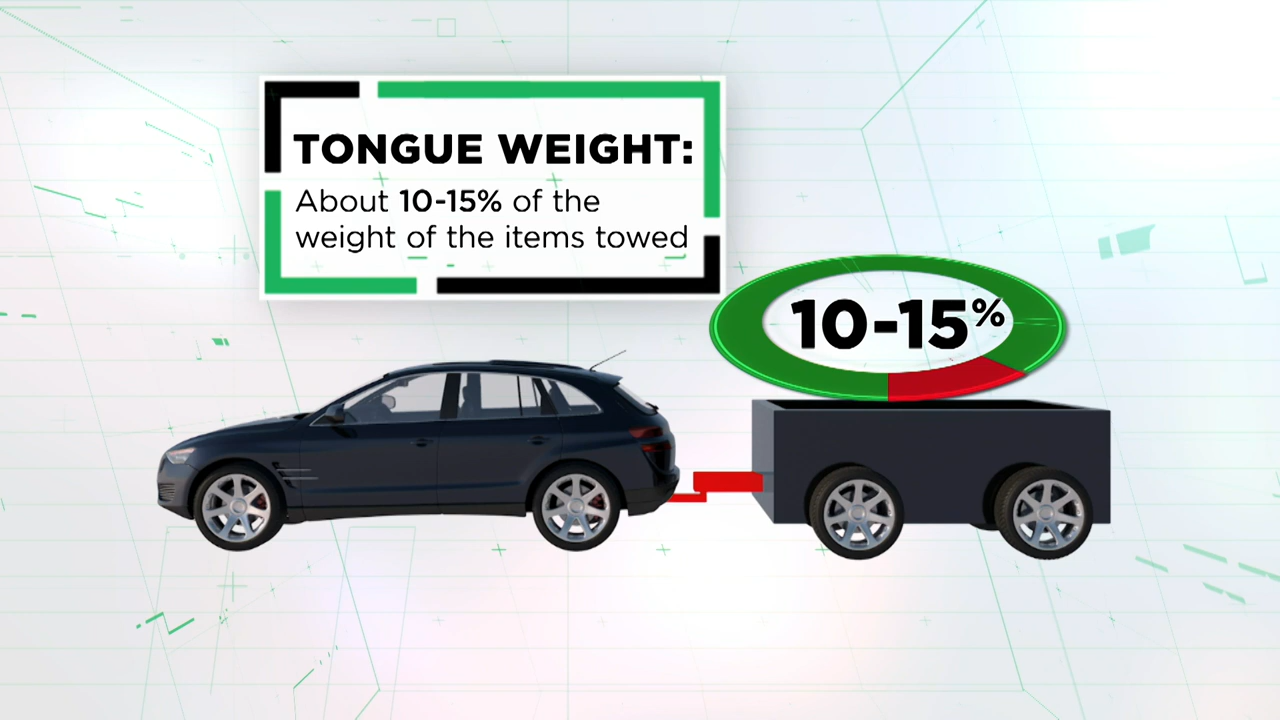 TONGUE WEIGHT:
About 10-15% of the
weight of the items towed
10-15%